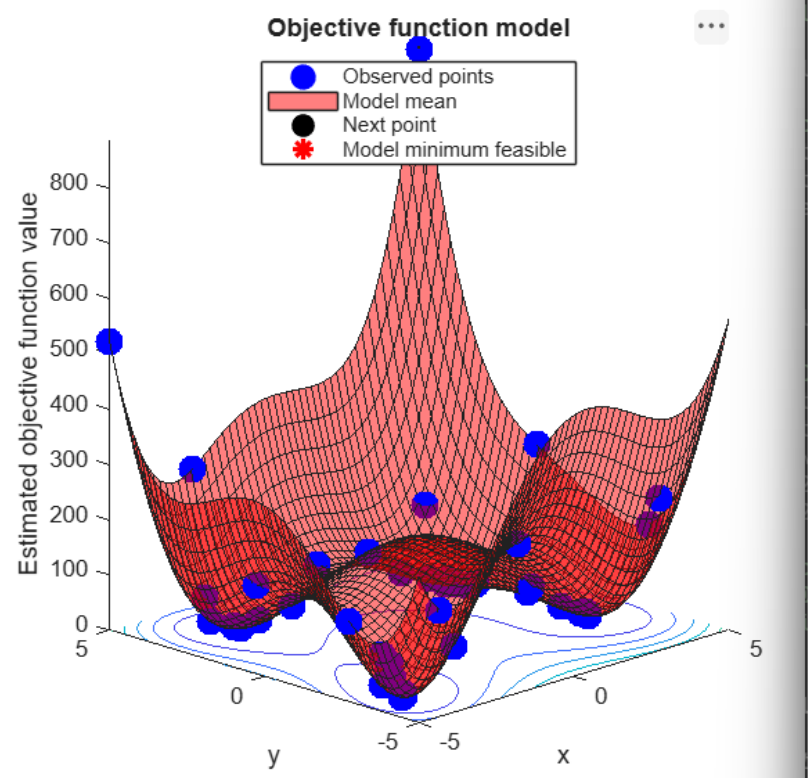 Objective function model
Observed points
Model mean
Next point
Model minimum feasible
Estimated objective function value
800
700
600
500
400
300
200
100
0
5
0
-5
-5
0
5
y
x